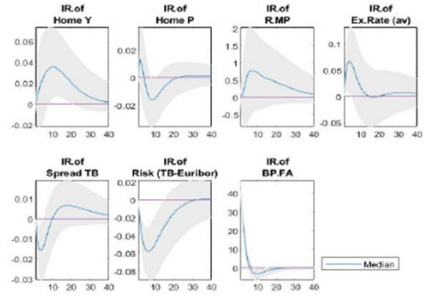 IR.of
Home Y
IR.of
Home P
IR.of
R.MP
IR.of
Ex.Rate (av)
0.06
0.04
0.02
0
-0.02
10 20 30 40
0.02
0
-0.02
10 20 30 40
2
1.5
1
0.5
0
-0.5
10 20 30 40
0.1
0.05
0
-0.05
10 20 30 40
IR.of
Spread TB
IR.of
Risk (TB-Euribor)
IR.of
BP.FA
0.01
0
-0.01
-0.02
-0.03
10 20 30 40
0.02
0
-0.02
-0.04
-0.06
-0.08
10 20 30 40
40
30
20
10
0
10 20 30 40
Median